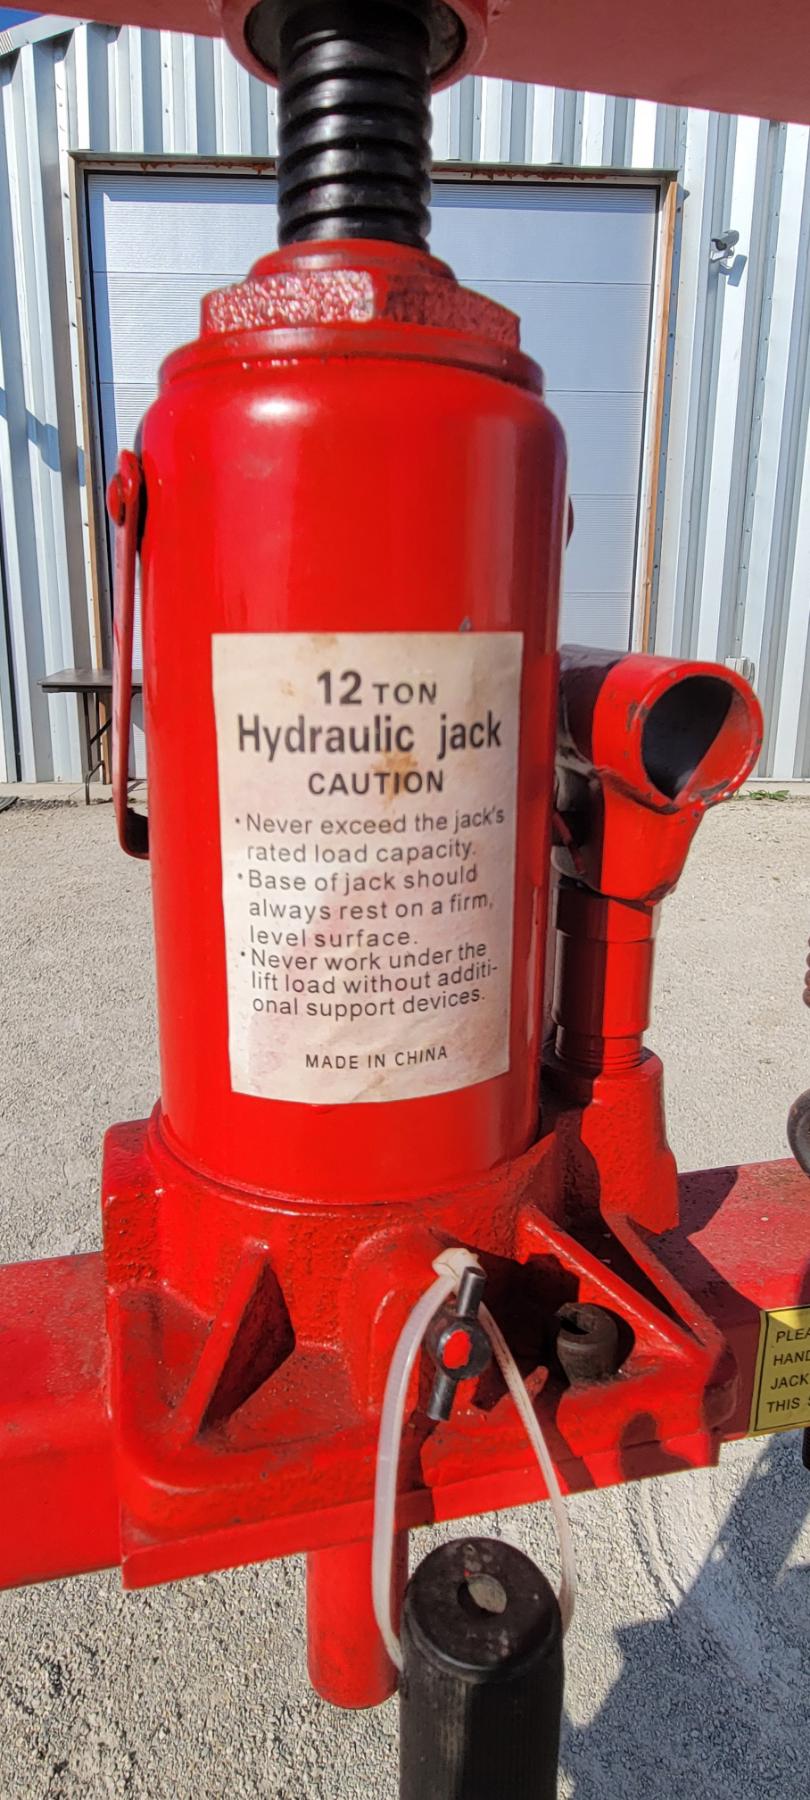 12 TON
Hydraulic jack
CAUTION
•Never exceed the jack's
rated load capacity.
•Base of jack should
always rest on a firm,
level surface.
•Never work under the
lift load without additi-
onal support devices.
MADE IN CHINA
JACK
THIS